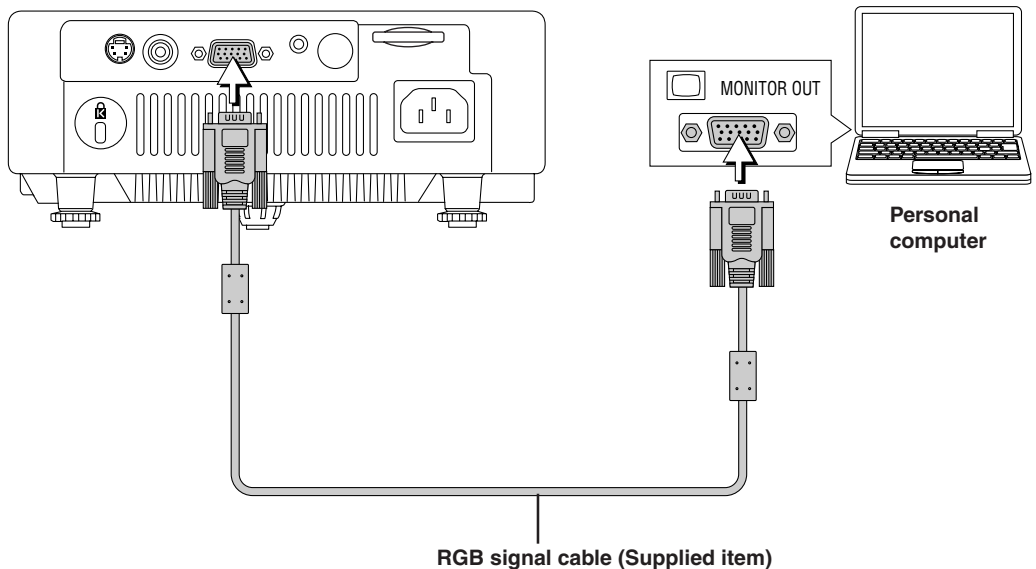 MONITOR OUT
Personal
computer
RGB signal cable (Supplied item)